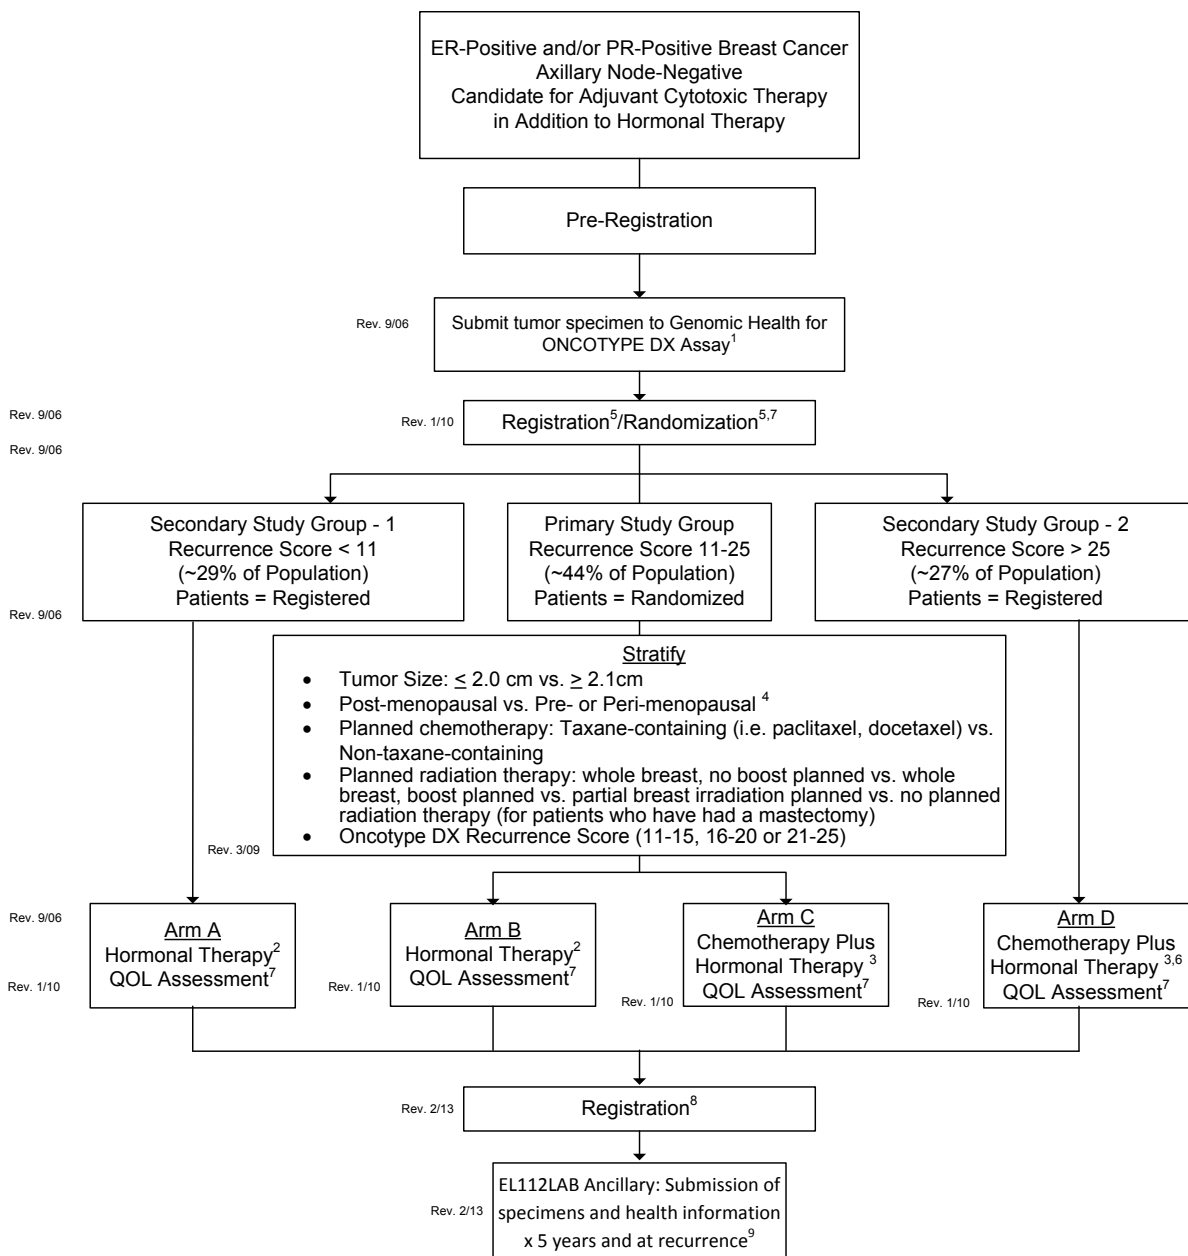 ER-Positive and/or PR-Positive Breast Cancer
Axillary Node-Negative
Candidate for Adjuvant Cytotoxic Therapy
in Addition to Hormonal Therapy
Pre-Registration
Rev. 9/06
Submit tumor specimen to Genomic Health for
ONCOTYPE DX Assay1
Rev. 9/06
Rev. 1/10
Registration5/Randomization5,7
Rev. 9/06
Secondary Study Group - 1
Recurrence Score < 11
(~29% of Population)
Patients = Registered
Primary Study Group
Recurrence Score 11-25
(~44% of Population)
Patients = Randomized
Secondary Study Group - 2
Recurrence Score > 25
(~27% of Population)
Patients = Registered
Rev. 9/06
Stratify
• Tumor Size: < 2.0 cm vs. > 2.1cm
• Post-menopausal vs. Pre- or Peri-menopausal 4
• Planned chemotherapy: Taxane-containing (i.e. paclitaxel, docetaxel) vs.
Non-taxane-containing
• Planned radiation therapy: whole breast, no boost planned vs. whole
breast, boost planned vs. partial breast irradiation planned vs. no planned
radiation therapy (for patients who have had a mastectomy)
• Oncotype DX Recurrence Score (11-15, 16-20 or 21-25)
Rev. 3/09
Rev. 9/06
Arm A
Hormonal Therapy2
QOL Assessment7
Rev. 1/10
Arm B
Hormonal Therapy2
QOL Assessment7
Rev. 1/10
Arm C
Chemotherapy Plus
Hormonal Therapy 3
QOL Assessment7
Rev. 1/10
Arm D
Chemotherapy Plus
Hormonal Therapy 3,6
QOL Assessment7
Rev. 1/10
Rev. 2/13
Registration8
Rev. 2/13
EL112LAB Ancillary: Submission of
specimens and health information
x 5 years and at recurrence9